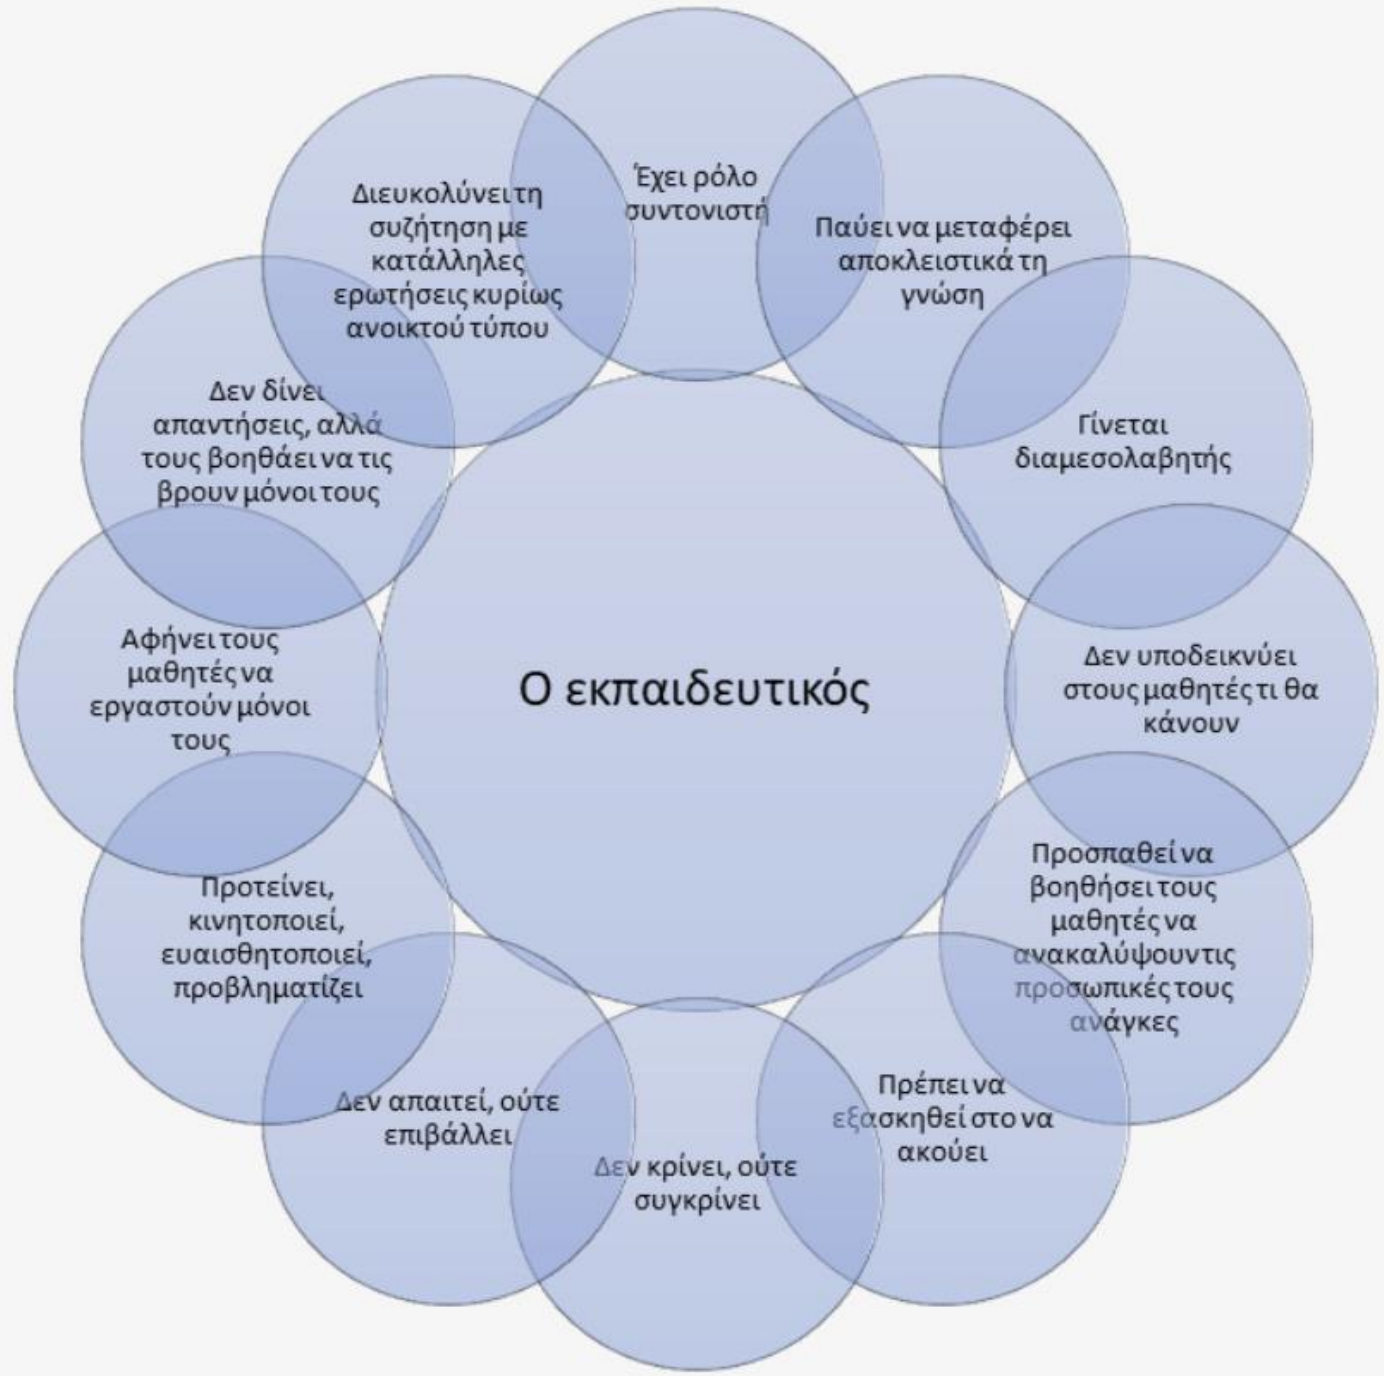 Έχει ρόλο
συντονιστή
Παύει να μεταφέρει
αποκλειστικά τη
γνώση
Γίνεται
διαμεσολαβητής
Δεν υποδεικνύει
στους μαθητές τι θα
κάνουν
Προσπαθεί να
βοηθήσει τους
μαθητές να
ανακαλύψουν τις
προσωπικές τους
ανάγκες
Πρέπει να
εξασκηθεί στο να
ακούει
Δεν κρίνει, ούτε
συγκρίνει
Δεν απαιτεί, ούτε
επιβάλλει
Προτείνει,
κινητοποιεί,
ευαισθητοποιεί,
προβληματίζει
Αφήνει τους
μαθητές να
εργαστούν μόνοι
τους
Δεν δίνει
απαντήσεις, αλλά
τους βοηθάει να τις
βρουν μόνοι τους
Διευκολύνει τη
συζήτηση με
κατάλληλες
ερωτήσεις κυρίως
ανοικτού τύπου
Ο εκπαιδευτικός